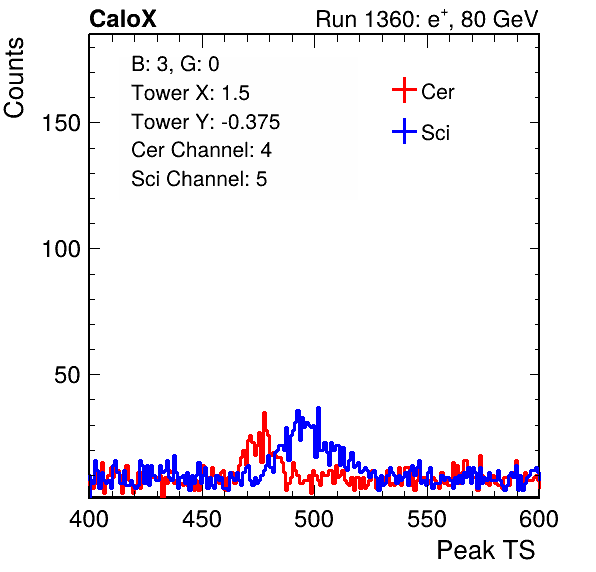 CaloX Run 1360: e⁺, 80 GeV
B: 3, G: 0
Tower X: 1.5
Tower Y: -0.375
Cer Channel: 4
Sci Channel: 5
Cer
Sci
Counts
150
100
50
400 450 500 550 600
Peak TS